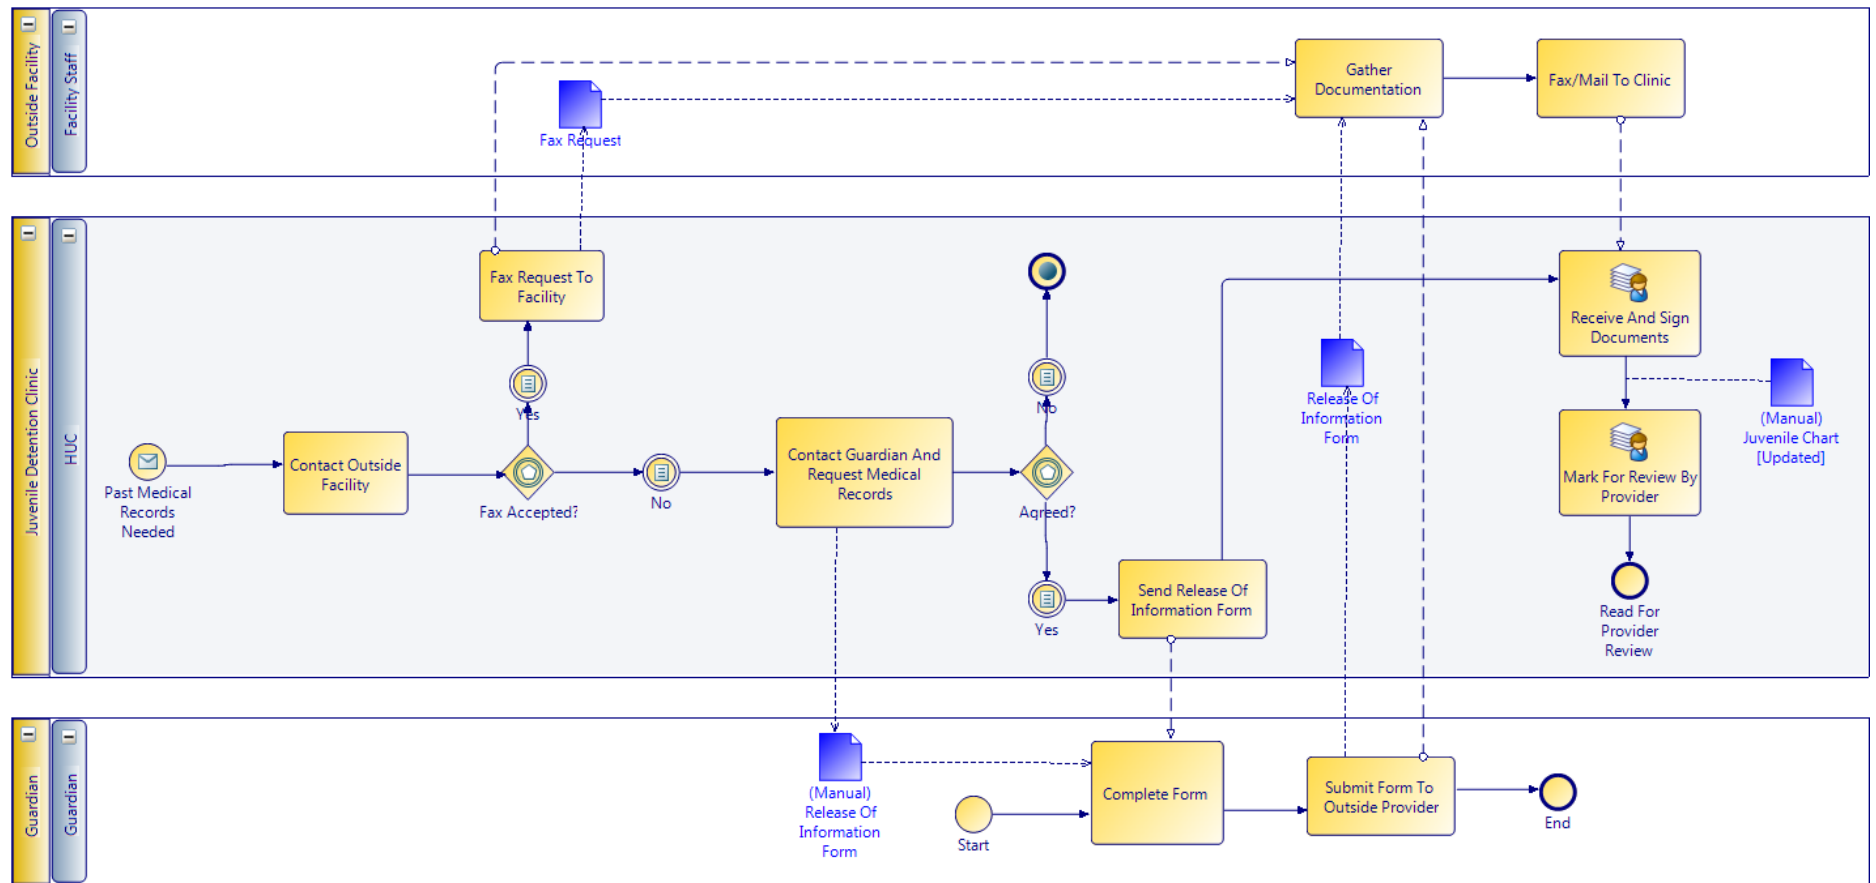 Outside Facility
Facility Staff
Gather
Documentation
Fax/Mail To Clinic
Fax Request
Juvenile Detention Clinic
HUC
Fax Request To
Facility
Yes
Past Medical
Records
Needed
Contact Outside
Facility
Fax Accepted?
No
Contact Guardian And
Request Medical
Records
No
Agreed?
Yes
Send Release Of
Information Form
Release Of
Information
Form
Receive And Sign
Documents
(Manual)
Juvenile Chart
[Updated]
Mark For Review By
Provider
Read For
Provider
Review
Guardian
Guardian
(Manual)
Release Of
Information
Form
Start
Complete Form
Submit Form To
Outside Provider
End